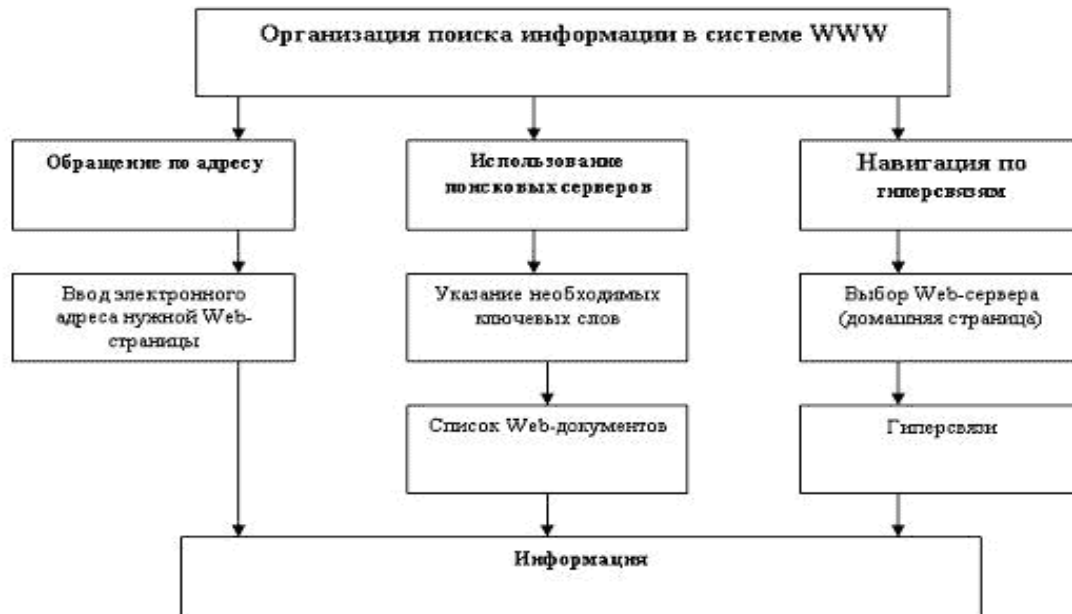 Организация поиска информации в системе WWW
Обращение по адресу
Использование
поисковых серверов
Навигация по
гиперсвязям
Ввод электронного
адреса нужной Web-
страницы
Указание необходимых
ключевых слов
Выбор Web-сервера
(домашняя страница)
Список Web-документов
Гиперсвязи
Информация